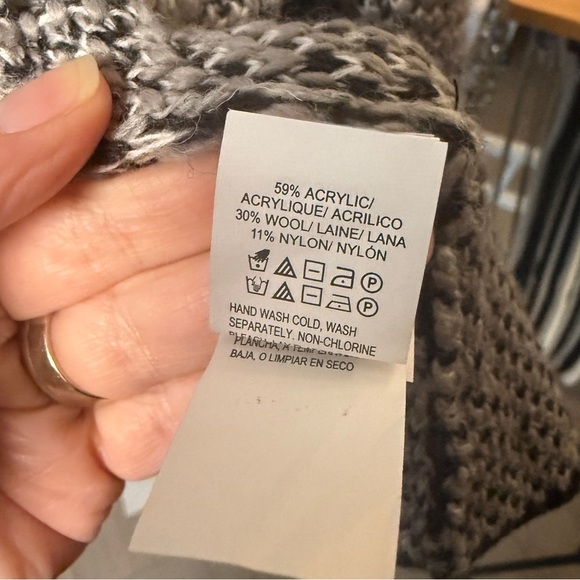 59% ACRYLIC/
ACRYLIQUE/ ACRILICO
30% WOOL/ LAINE/ LANA
11% NYLON/ NYLÓN
P
P
HAND WASH COLD, WASH
SEPARATELY. NON-CHLORINE
PLANCHA,
BAJA, O LIMPIAR EN SECO